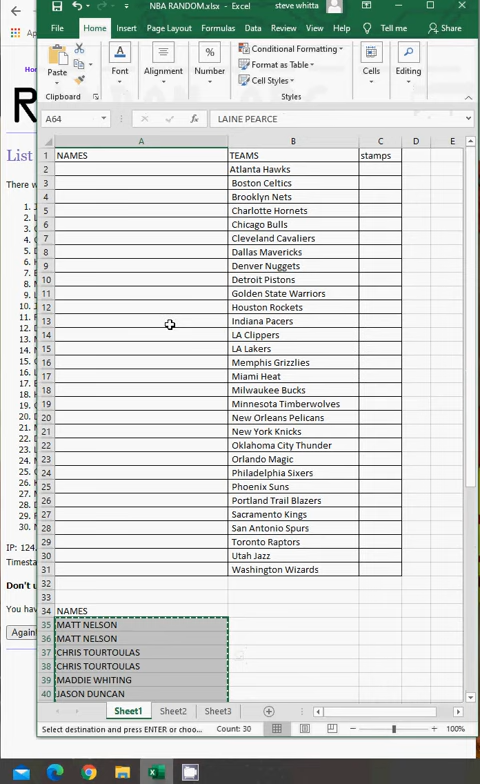 NBA RANDOM.xlsx - Excel
steve whitta
File
Home
Insert
Page Layout
Data
Review
View
Help
Tell me
Share
Paste
Font
Alignment
Number
Conditional Formatting
Format as Table
Cell Styles
Cells
Editing
Clipboard
Styles
A64
LAINE PEARCE
A B C D E
1 NAMES TEAMS stamps
2 Atlanta Hawks
3 Boston Celtics
4 Brooklyn Nets
5 Charlotte Hornets
6 Chicago Bulls
7 Cleveland Cavaliers
8 Dallas Mavericks
9 Denver Nuggets
10 Detroit Pistons
11 Golden State Warriors
12 Houston Rockets
13 Indiana Pacers
14 LA Clippers
15 LA Lakers
16 Memphis Grizzlies
17 Miami Heat
18 Milwaukee Bucks
19 Minnesota Timberwolves
20 New Orleans Pelicans
21 New York Knicks
22 Oklahoma City Thunder
23 Orlando Magic
24 Philadelphia Sixers
25 Phoenix Suns
26 Portland Trail Blazers
27 Sacramento Kings
28 San Antonio Spurs
29 Toronto Raptors
30 Utah Jazz
31 Washington Wizards
32
33
34 NAMES
35 MATT NELSON
36 MATT NELSON
37 CHRIS TOURTOULAS
38 CHRIS TOURTOULAS
39 MADDIE WHITING
40 JASON DUNCAN
Sheet1
Sheet2
Sheet3
Select destination and press ENTER or choo...
Count: 30
100%
List
There w
IP: 124.
Timesta
Don't u
You hav
Again!